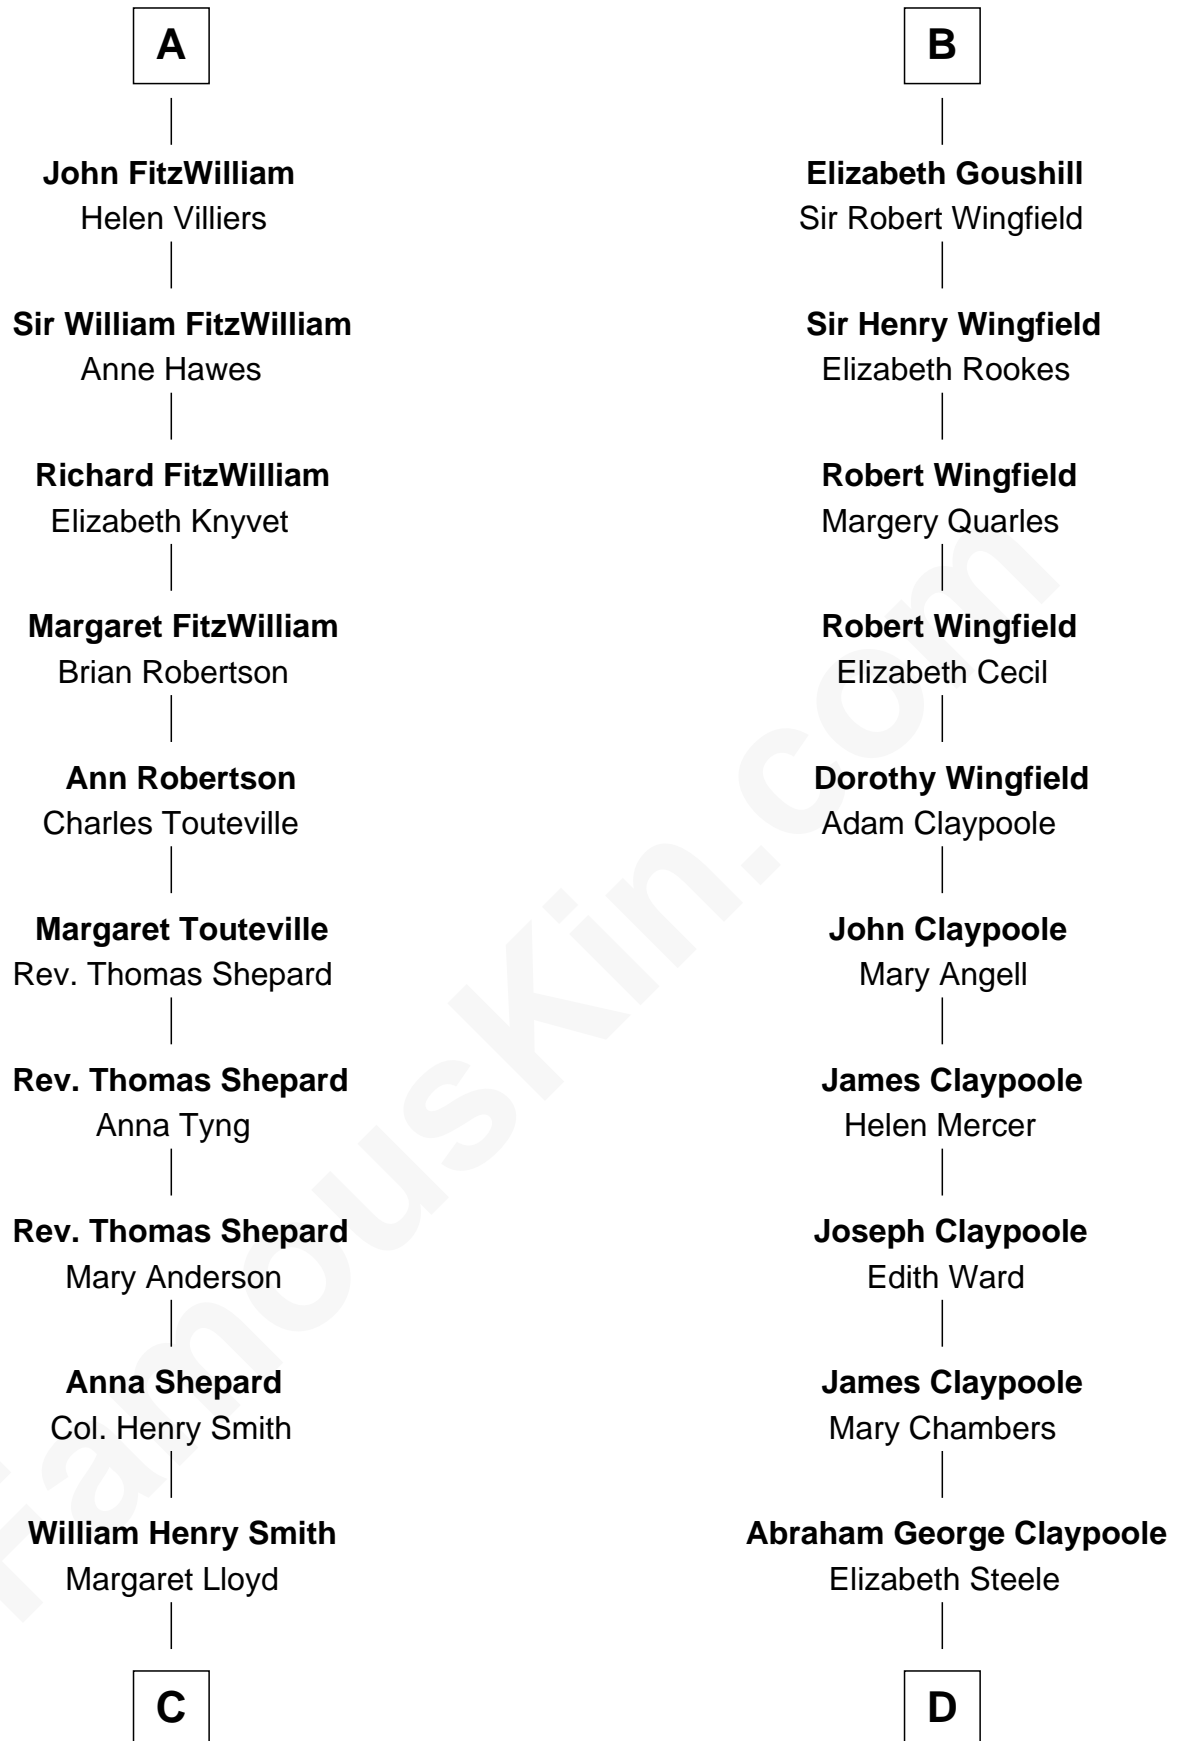 A
John FitzWilliam
Helen Villiers
Sir William FitzWilliam
Anne Hawes
Richard FitzWilliam
Elizabeth Knyvet
Margaret FitzWilliam
Brian Robertson
Ann Robertson
Charles Touteville
Margaret Touteville
Rev. Thomas Shepard
Rev. Thomas Shepard
Anna Tyng
Rev. Thomas Shepard
Mary Anderson
Anna Shepard
Col. Henry Smith
William Henry Smith
Margaret Lloyd
C
B
Elizabeth Goushill
Sir Robert Wingfield
Sir Henry Wingfield
Elizabeth Rookes
Robert Wingfield
Margery Quarles
Robert Wingfield
Elizabeth Cecil
Dorothy Wingfield
Adam Claypoole
John Claypoole
Mary Angell
James Claypoole
Helen Mercer
Joseph Claypoole
Edith Ward
James Claypoole
Mary Chambers
Abraham George Claypoole
Elizabeth Steele
D
FamousKin.com